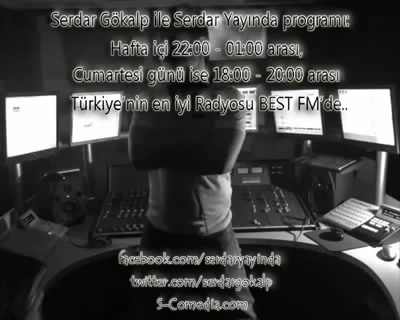 Serdar Gökalp ile Serdar Yayında programı:
Hafta içi 22:00 - 01:00 arası,
Cumartesi günü ise 18:00 - 20:00 arası
Türkiye'nin en iyi Radyosu BEST FM'de..
facebook.com/serdaryayinda
twitter.com/serdargokalp
S-Comedia.com